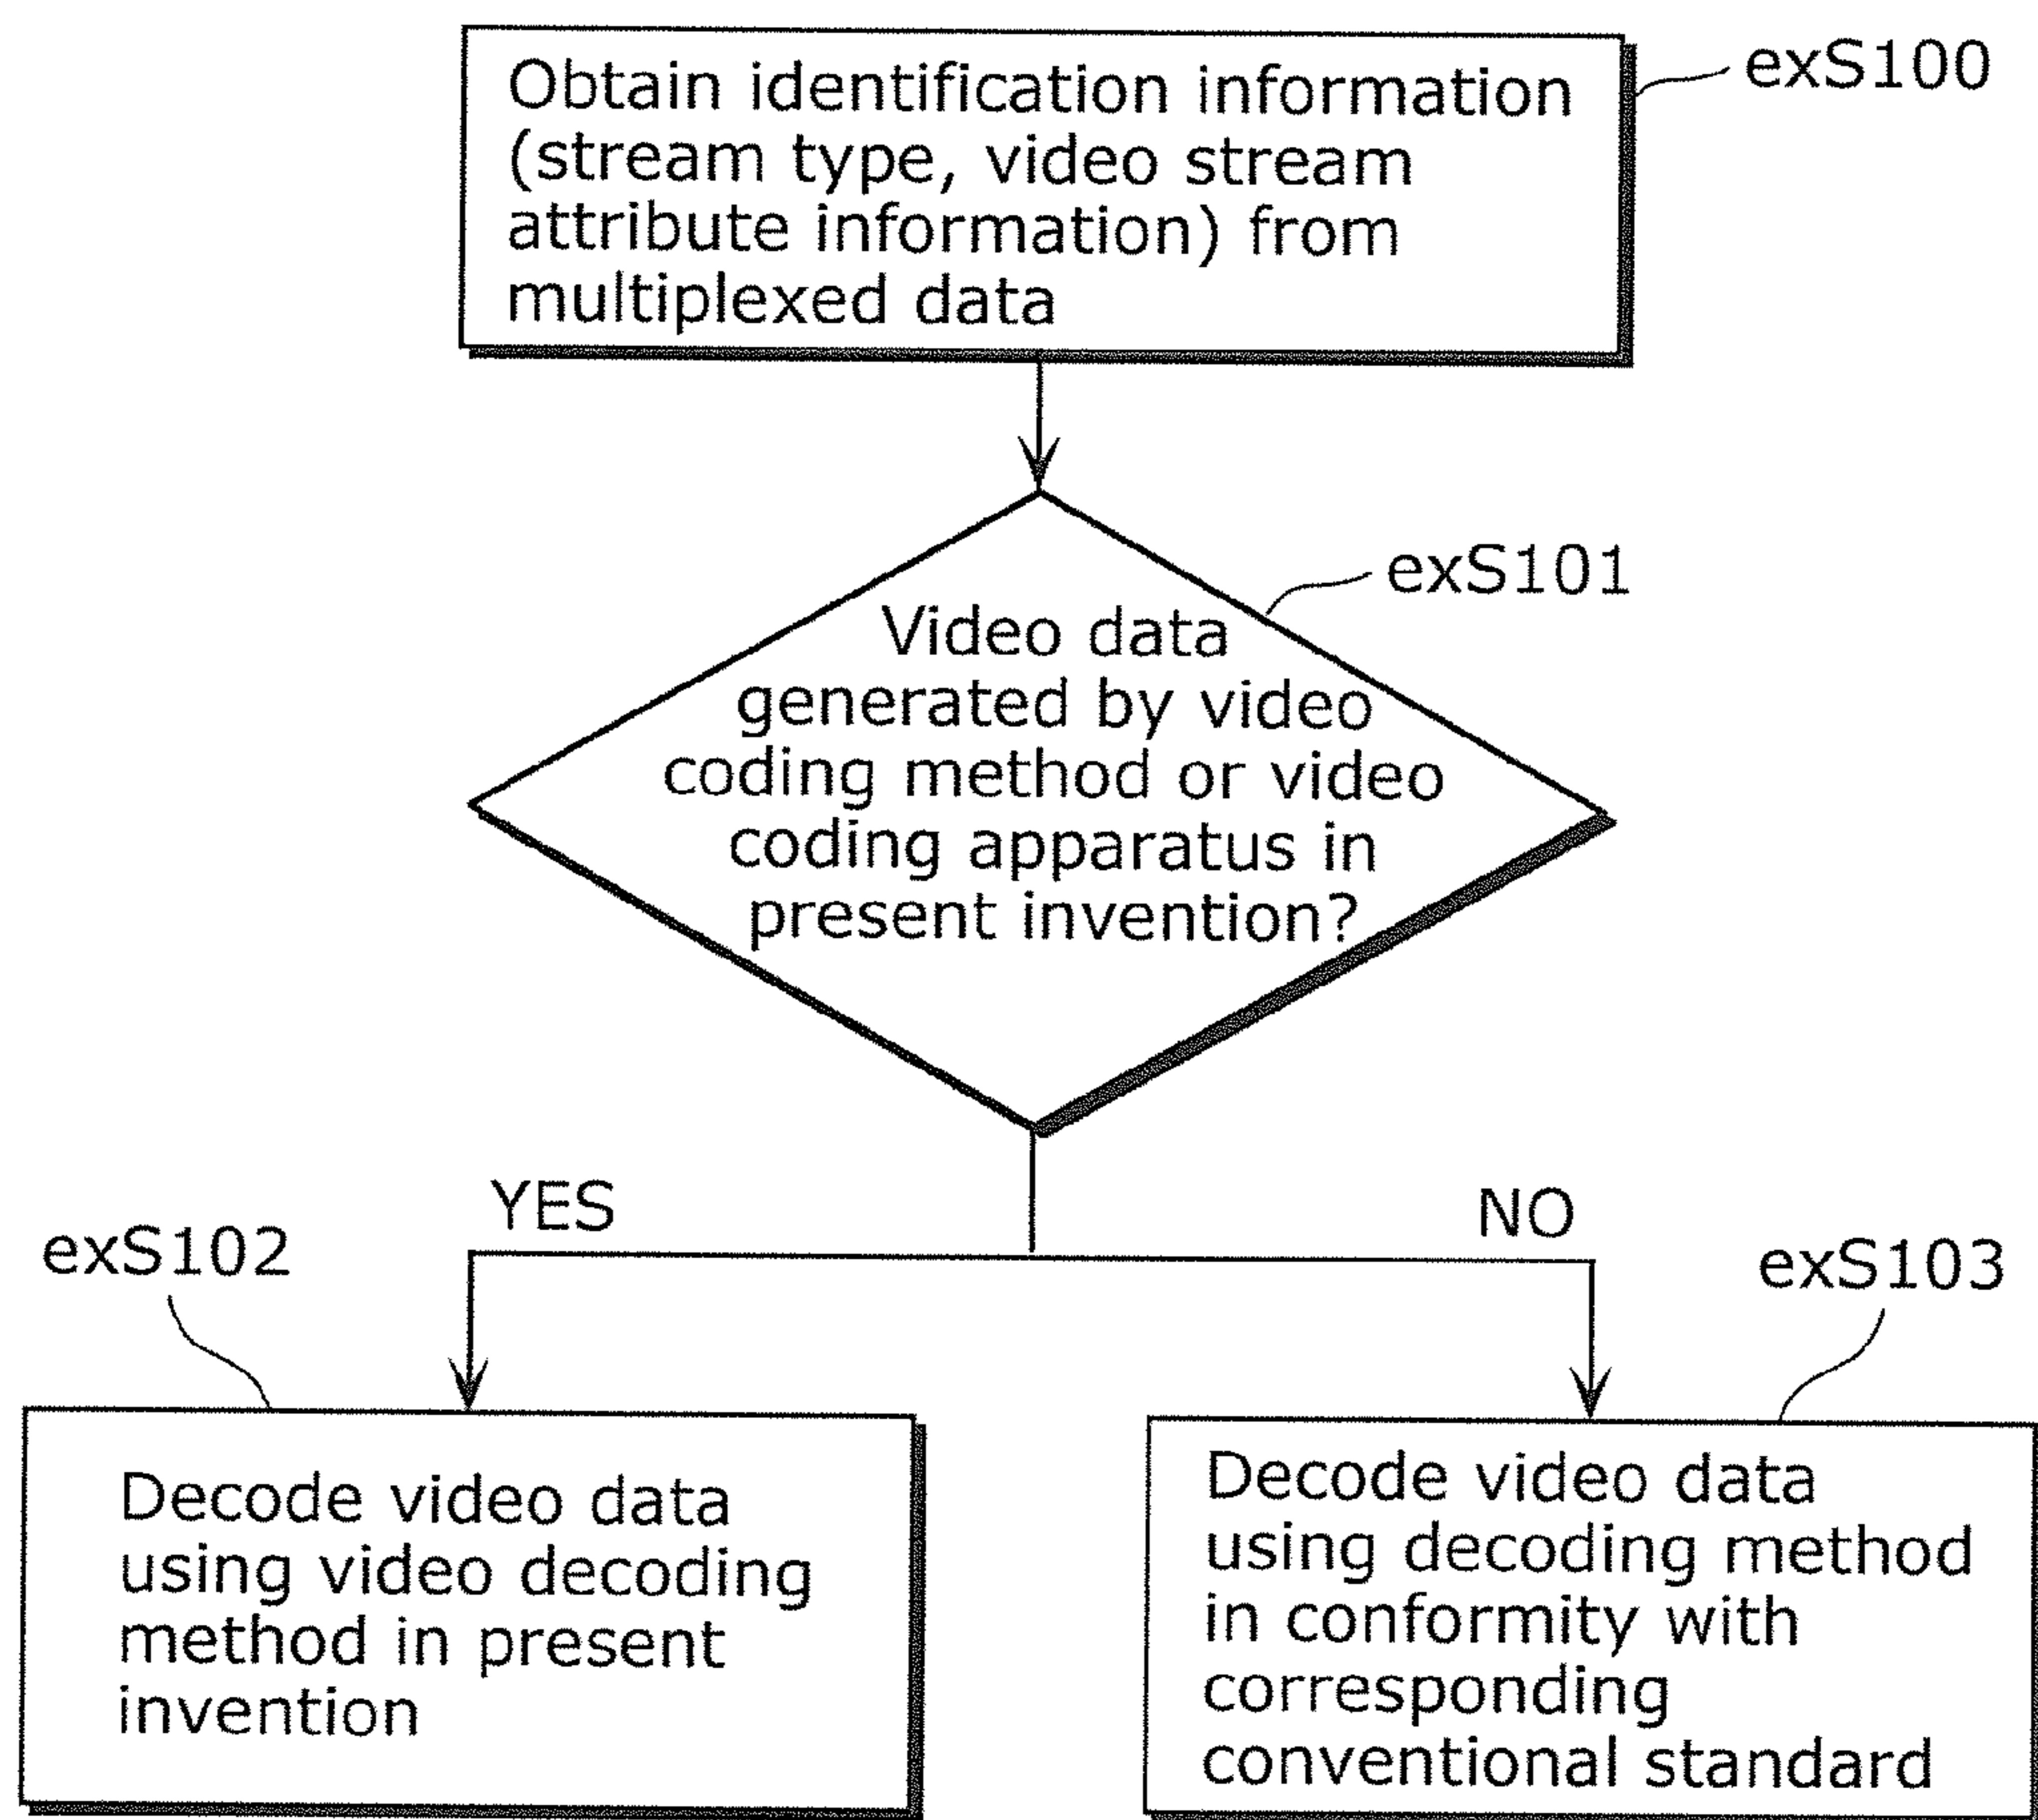 Obtain identification information
(stream type, video stream
attribute information) from
multiplexed data
exS100
exS101
Video data
generated by video
coding method or video
coding apparatus in
present invention?
YES
NO
exS102
exS103
Decode video data
using video decoding
method in present
invention
Decode video data
using decoding method
in conformity with
corresponding
conventional standard